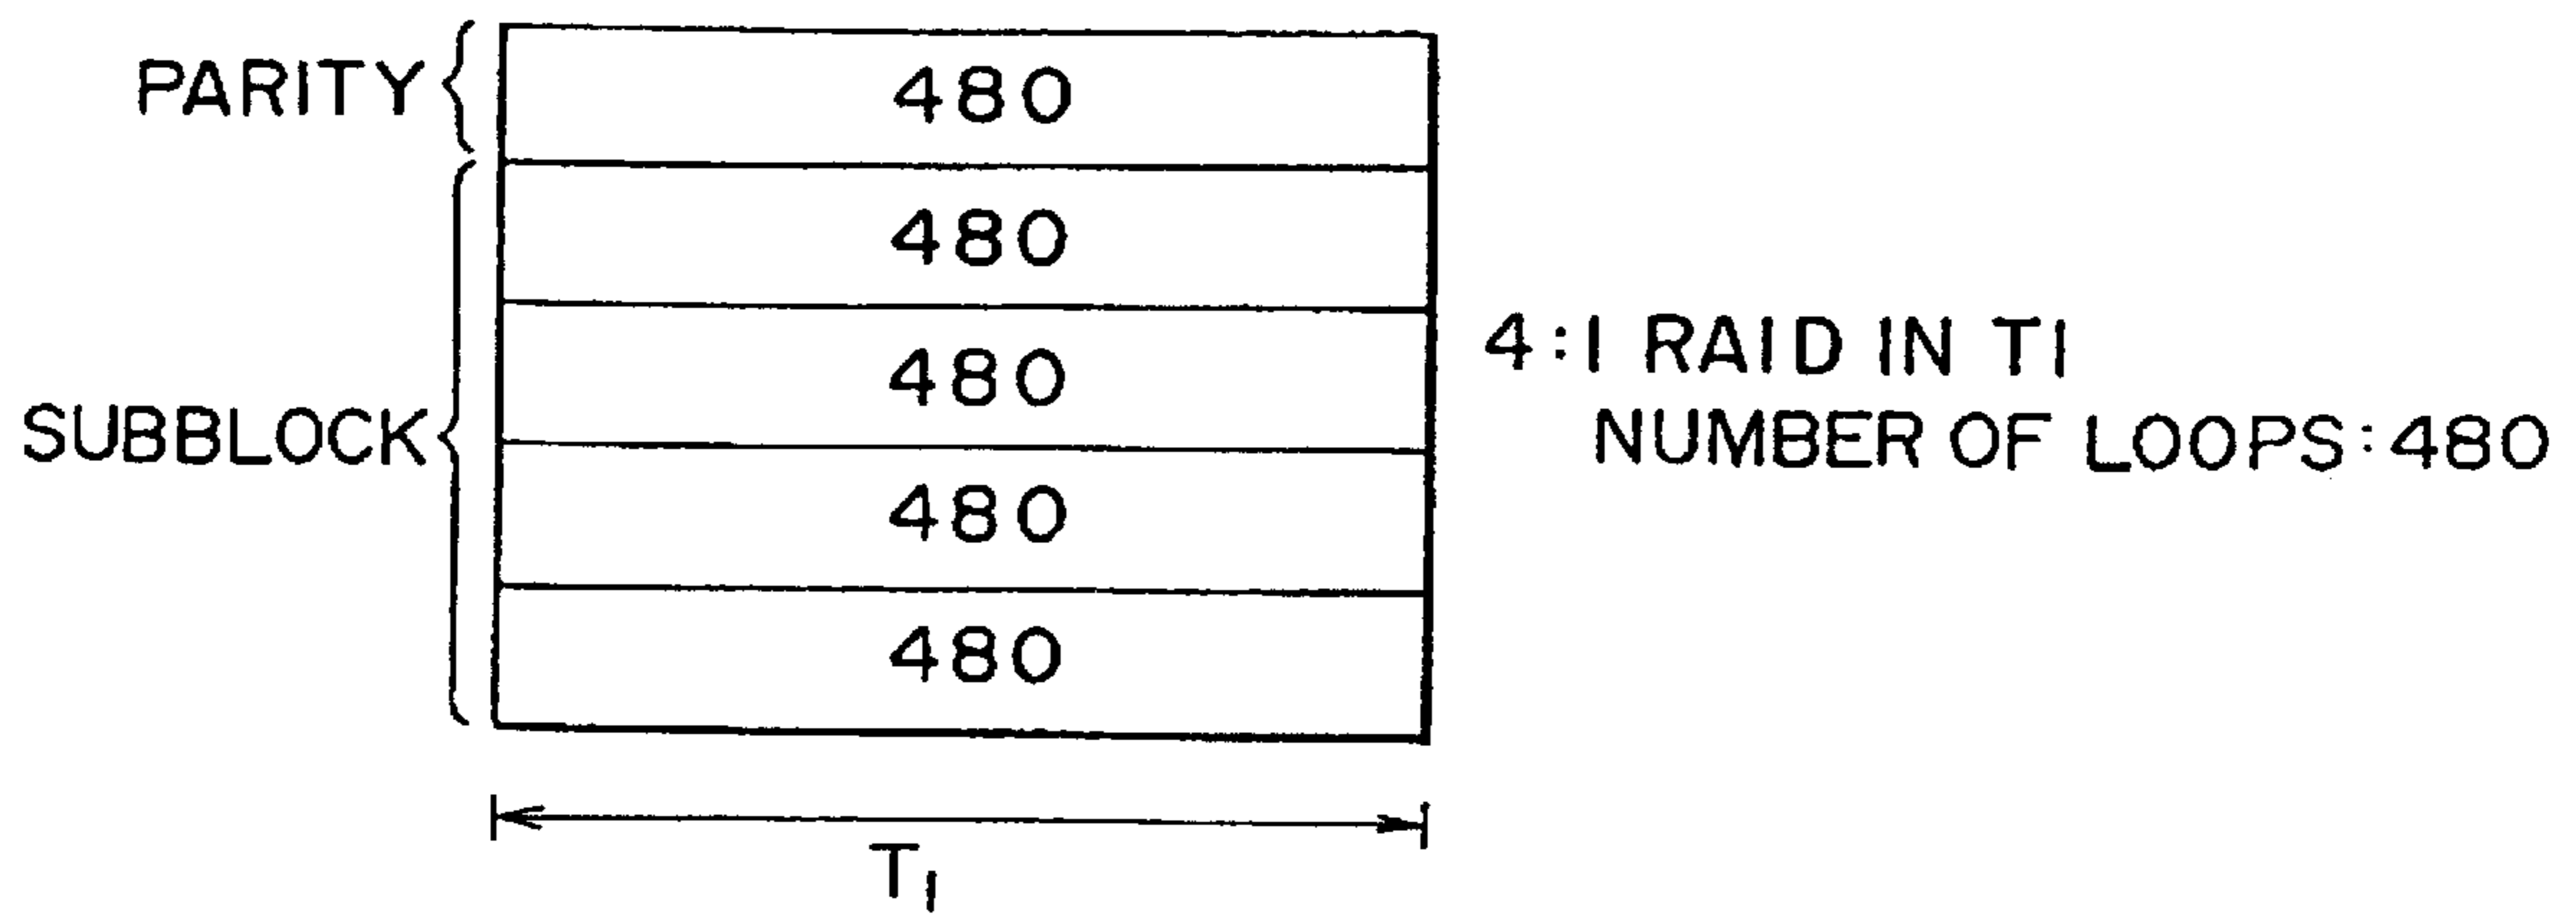 PARITY
480
480
480
4:1 RAID IN T1
NUMBER OF LOOPS:480
SUBBLOCK
480
480
T1